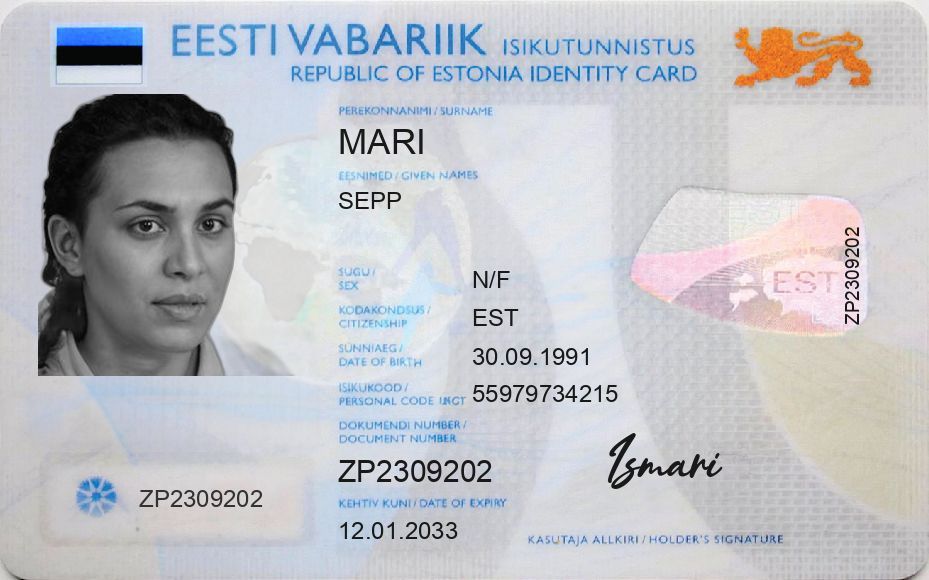 EESTI VABARIIK ISIKUTUNNISTUS
REPUBLIC OF ESTONIA IDENTITY CARD
PEREKONNANIMI / SURNAME
MARI
EESNIMED / GIVEN NAMES
SEPP
SUGU /
SEX
N/F
KODAKONDSUS /
CITIZENSHIP
EST
SÜNNIAEG /
DATE OF BIRTH
30.09.1991
ISIKUKOOD /
PERSONAL CODE
55979734215
DOKUMENDI NUMBER /
DOCUMENT NUMBER
ZP2309202
KEHTIV KUNI / DATE OF EXPIRY
12.01.2033
ZP2309202
EST
ZP2309202
Ismari
KASUTAJA ALLKIRI / HOLDER'S SIGNATURE